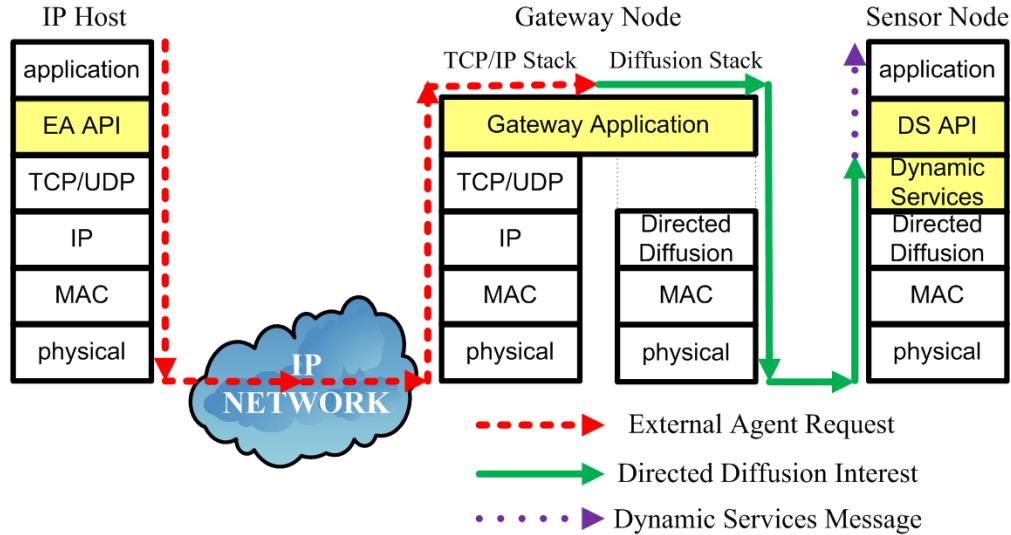 IP Host
application
EA API
TCP/UDP
IP
MAC
physical
IP
NETWORK
Gateway Node
TCP/IP Stack
Diffusion Stack
Gateway Application
TCP/UDP
IP
MAC
physical
Directed
Diffusion
MAC
physical
Sensor Node
application
DS API
Dynamic
Services
Directed
Diffusion
MAC
physical
External Agent Request
Directed Diffusion Interest
Dynamic Services Message